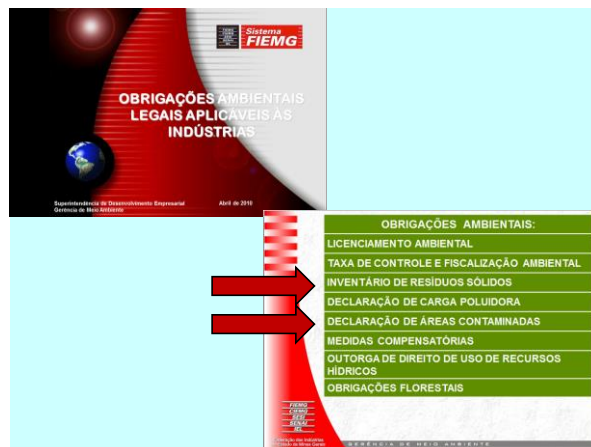 Sistema
FIEMG
OBRIGAÇÕES AMBIENTAIS
LEGAIS APLICÁVEIS ÀS
INDÚSTRIAS
Superintendência de Desenvolvimento Empresarial
Gerência de Meio Ambiente
Abril de 2010
OBRIGAÇÕES AMBIENTAIS:
LICENCIAMENTO AMBIENTAL
TAXA DE CONTROLE E FISCALIZAÇÃO AMBIENTAL
INVENTÁRIO DE RESÍDUOS SÓLIDOS
DECLARAÇÃO DE CARGA POLUIDORA
DECLARAÇÃO DE ÁREAS CONTAMINADAS
MEDIDAS COMPENSATÓRIAS
OUTORGA DE DIREITO DE USO DE RECURSOS
HÍDRICOS
OBRIGAÇÕES FLORESTAIS
FIEMG
CIEMG
SESI
SENAI
IEL
GERÊNCIA DE MEIO AMBIENTE